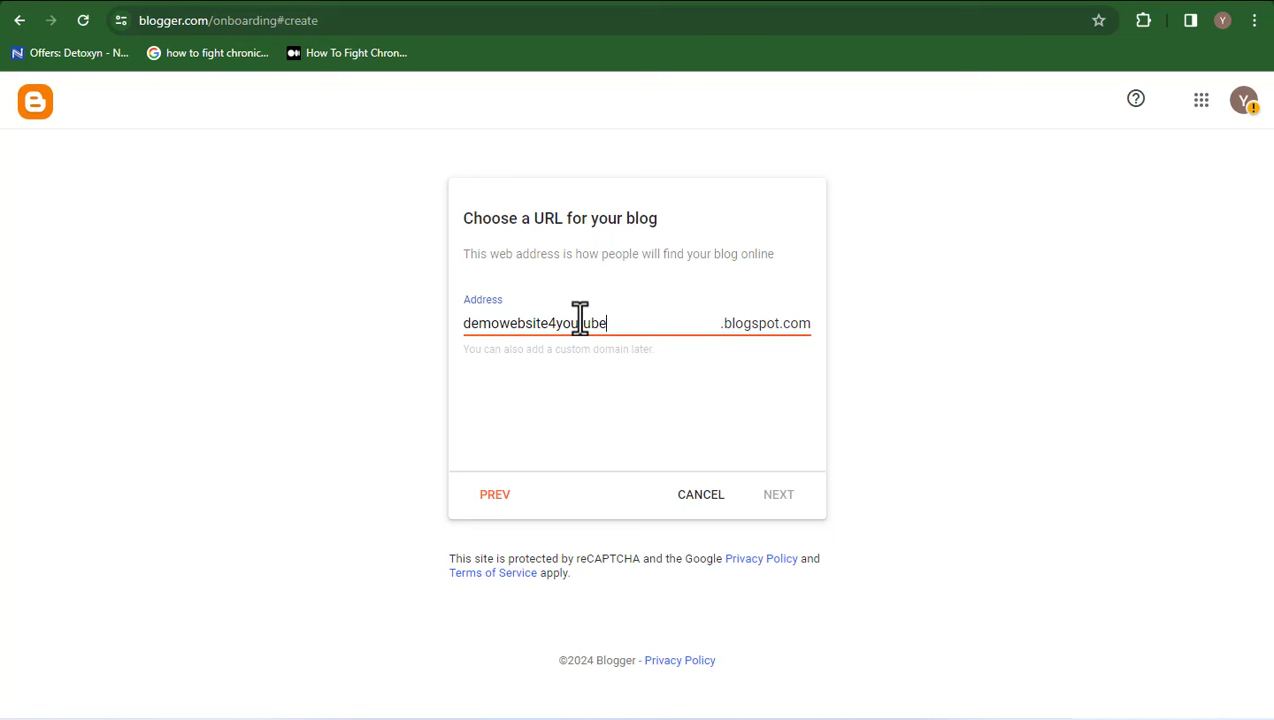 blogger.com/onboarding#create
Y
N Offers: Detoxyn - N... how to fight chronic... How To Fight Chron...
Y
Choose a URL for your blog
This web address is how people will find your blog online
Address
demowebsite4youtube .blogspot.com
You can also add a custom domain later.
PREV CANCEL NEXT
This site is protected by reCAPTCHA and the Google Privacy Policy and
Terms of Service apply.
©2024 Blogger - Privacy Policy